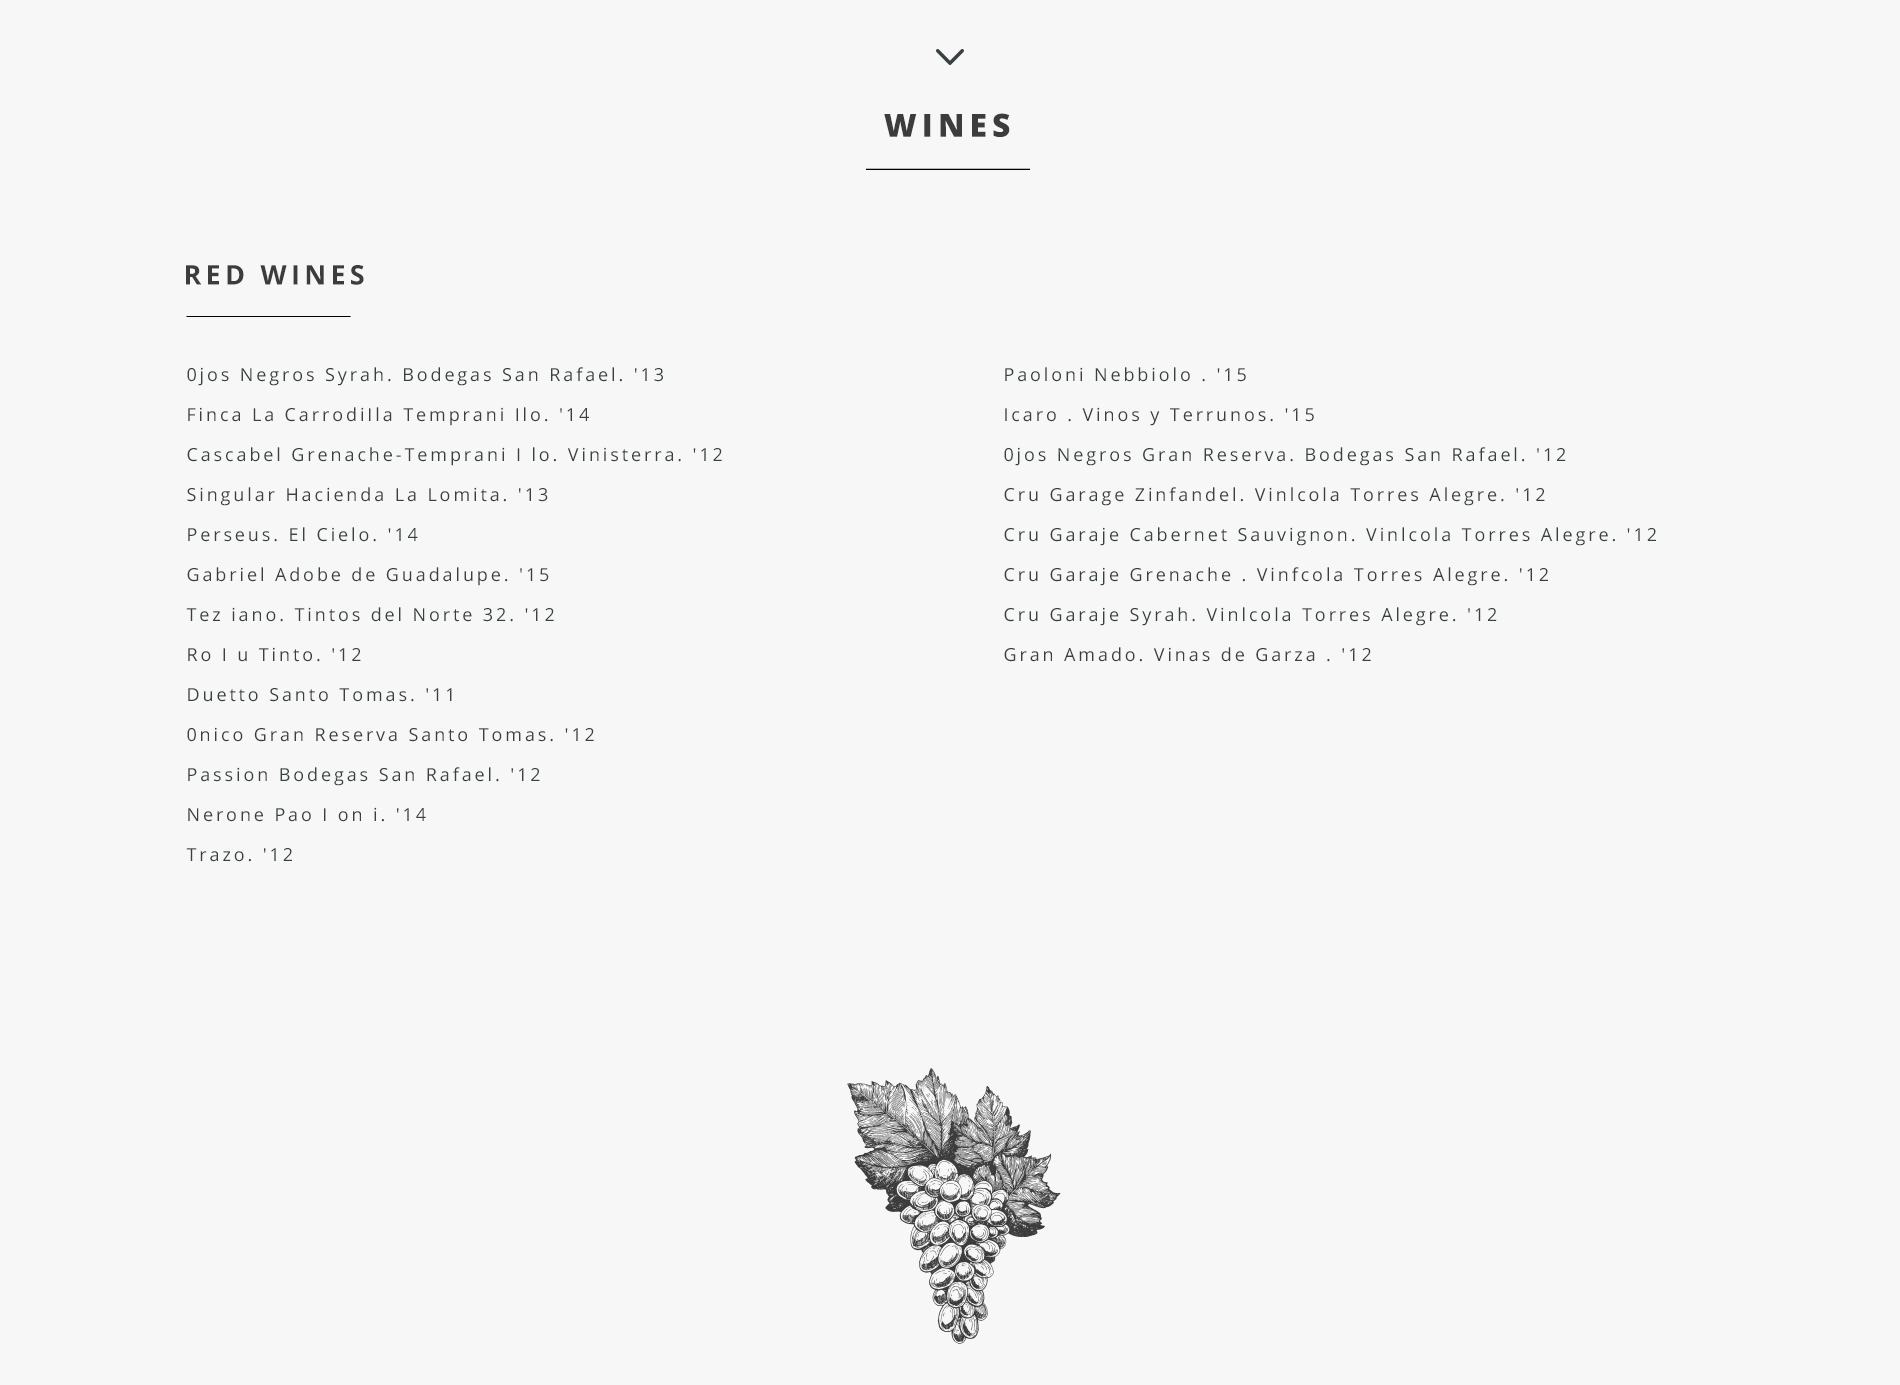 WINES
RED WINES
0jos Negros Syrah. Bodegas San Rafael. '13
Finca La Carrodilla Temprani Ilo. '14
Cascabel Grenache-Temprani I lo. Vinisterra. '12
Singular Hacienda La Lomita. '13
Perseus. El Cielo. '14
Gabriel Adobe de Guadalupe. '15
Tez iano. Tintos del Norte 32. '12
Ro I u Tinto. '12
Duetto Santo Tomas. '11
0nico Gran Reserva Santo Tomas. '12
Passion Bodegas San Rafael. '12
Nerone Pao I on i. '14
Trazo. '12
Paoloni Nebbiolo . '15
Icaro . Vinos y Terrunos. '15
0jos Negros Gran Reserva. Bodegas San Rafael. '12
Cru Garage Zinfandel. Vinlcola Torres Alegre. '12
Cru Garaje Cabernet Sauvignon. Vinlcola Torres Alegre. '12
Cru Garaje Grenache . Vinfcola Torres Alegre. '12
Cru Garaje Syrah. Vinlcola Torres Alegre. '12
Gran Amado. Vinas de Garza . '12